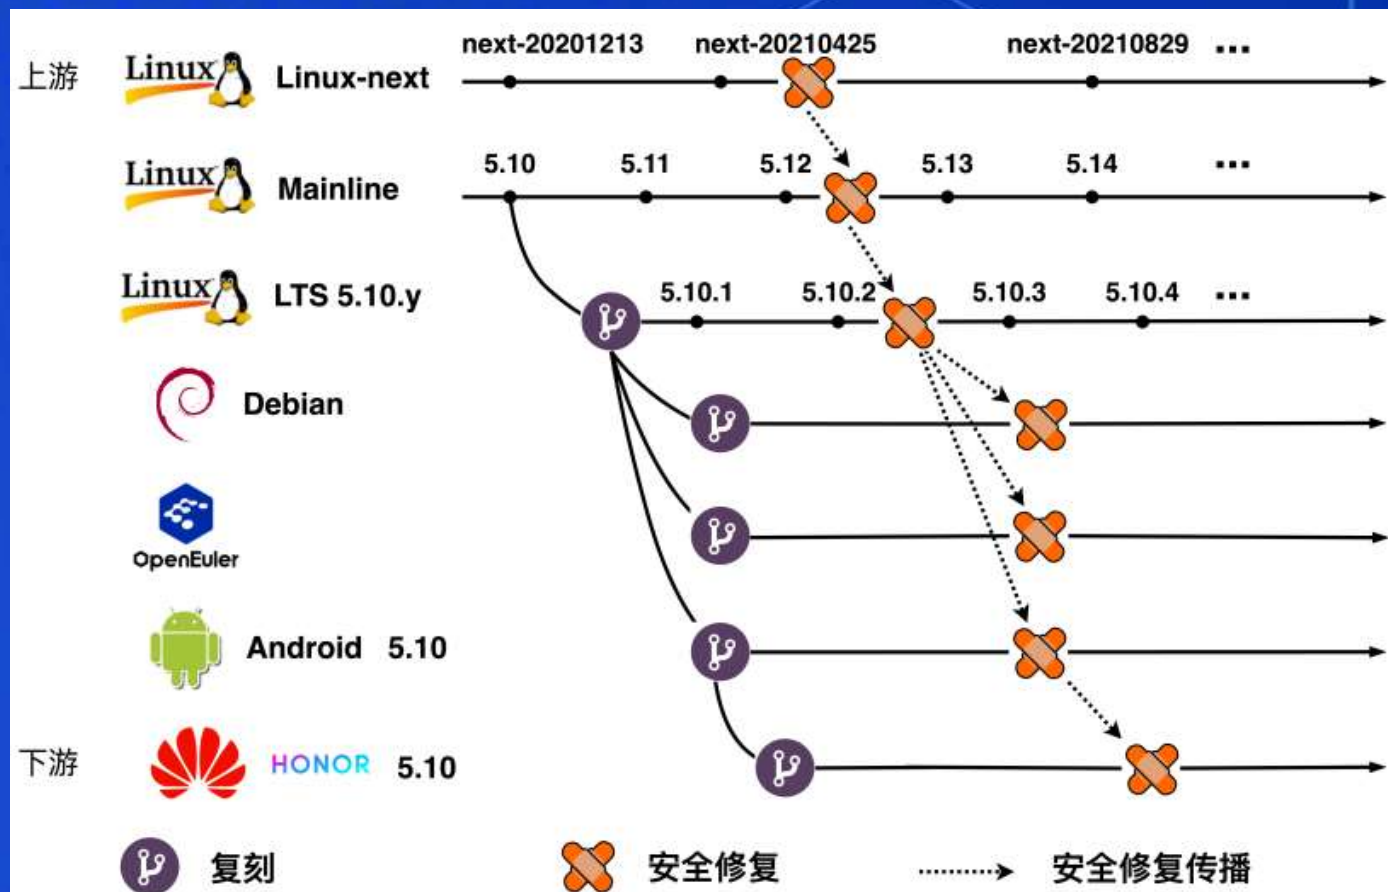 next-20201213 next-20210425 next-20210829 ...
上游 Linux Linux-next
5.10 5.11 5.12 5.13 5.14 ...
Linux Mainline
5.10.1 5.10.2 5.10.3 5.10.4 ...
Linux LTS 5.10.y
Debian
OpenEuler
Android 5.10
下游 HONOR 5.10
复刻 安全修复 安全修复传播